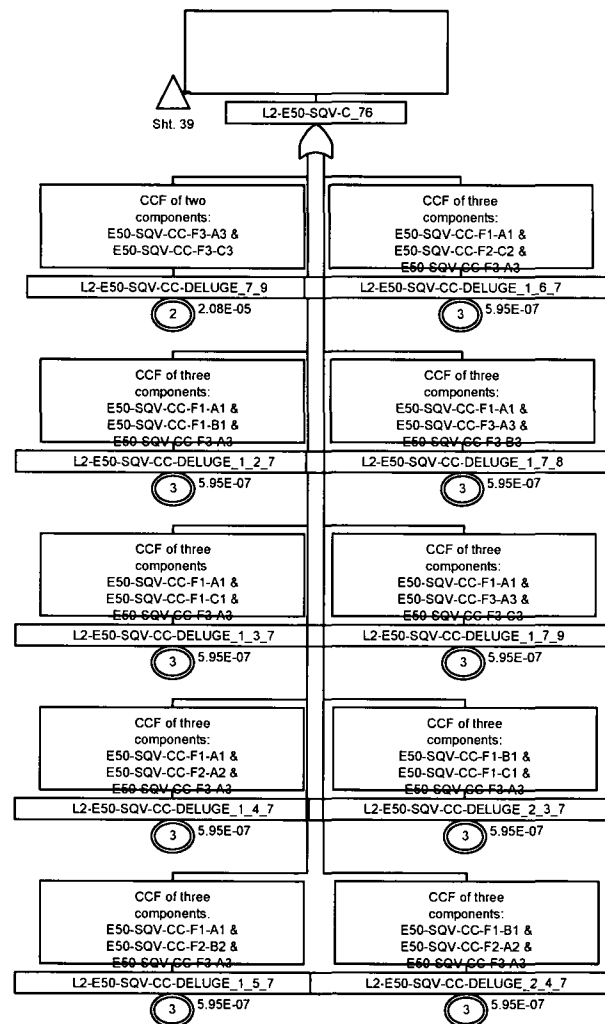 Sht. 39
L2-E50-SQV-C_76
CCF of two
components:
E50-SQV-CC-F3-A3 &
E50-SQV-CC-F3-C3
L2-E50-SQV-CC-DELUGE_7_9
2
2.08E-05
CCF of three
components:
E50-SQV-CC-F1-A1 &
E50-SQV-CC-F2-C2 &
E50-SQV-CC-F3-A3
L2-E50-SQV-CC-DELUGE_1_6_7
3
5.95E-07
CCF of three
components:
E50-SQV-CC-F1-A1 &
E50-SQV-CC-F1-B1 &
E50-SQV-CC-F3-A3
L2-E50-SQV-CC-DELUGE_1_2_7
3
5.95E-07
CCF of three
components:
E50-SQV-CC-F1-A1 &
E50-SQV-CC-F3-A3 &
E50-SQV-CC-F3-B3
L2-E50-SQV-CC-DELUGE_1_7_8
3
5.95E-07
CCF of three
components
E50-SQV-CC-F1-A1 &
E50-SQV-CC-F1-C1 &
E50-SQV-CC-F3-A3
L2-E50-SQV-CC-DELUGE_1_3_7
3
5.95E-07
CCF of three
components:
E50-SQV-CC-F1-A1 &
E50-SQV-CC-F3-A3 &
E50-SQV-CC-F3-C3
L2-E50-SQV-CC-DELUGE_1_7_9
3
5.95E-07
CCF of three
components:
E50-SQV-CC-F1-A1 &
E50-SQV-CC-F2-A2 &
E50-SQV-CC-F3-A3
L2-E50-SQV-CC-DELUGE_1_4_7
3
5.95E-07
CCF of three
components:
E50-SQV-CC-F1-B1 &
E50-SQV-CC-F1-C1 &
E50-SQV-CC-F3-A3
L2-E50-SQV-CC-DELUGE_2_3_7
3
5.95E-07
CCF of three
components.
E50-SQV-CC-F1-A1 &
E50-SQV-CC-F2-B2 &
E50-SQV-CC-F3-A3
L2-E50-SQV-CC-DELUGE_1_5_7
3
5.95E-07
CCF of three
components:
E50-SQV-CC-F1-B1 &
E50-SQV-CC-F2-A2 &
E50-SQV-CC-F3-A3
L2-E50-SQV-CC-DELUGE_2_4_7
3
5.95E-07